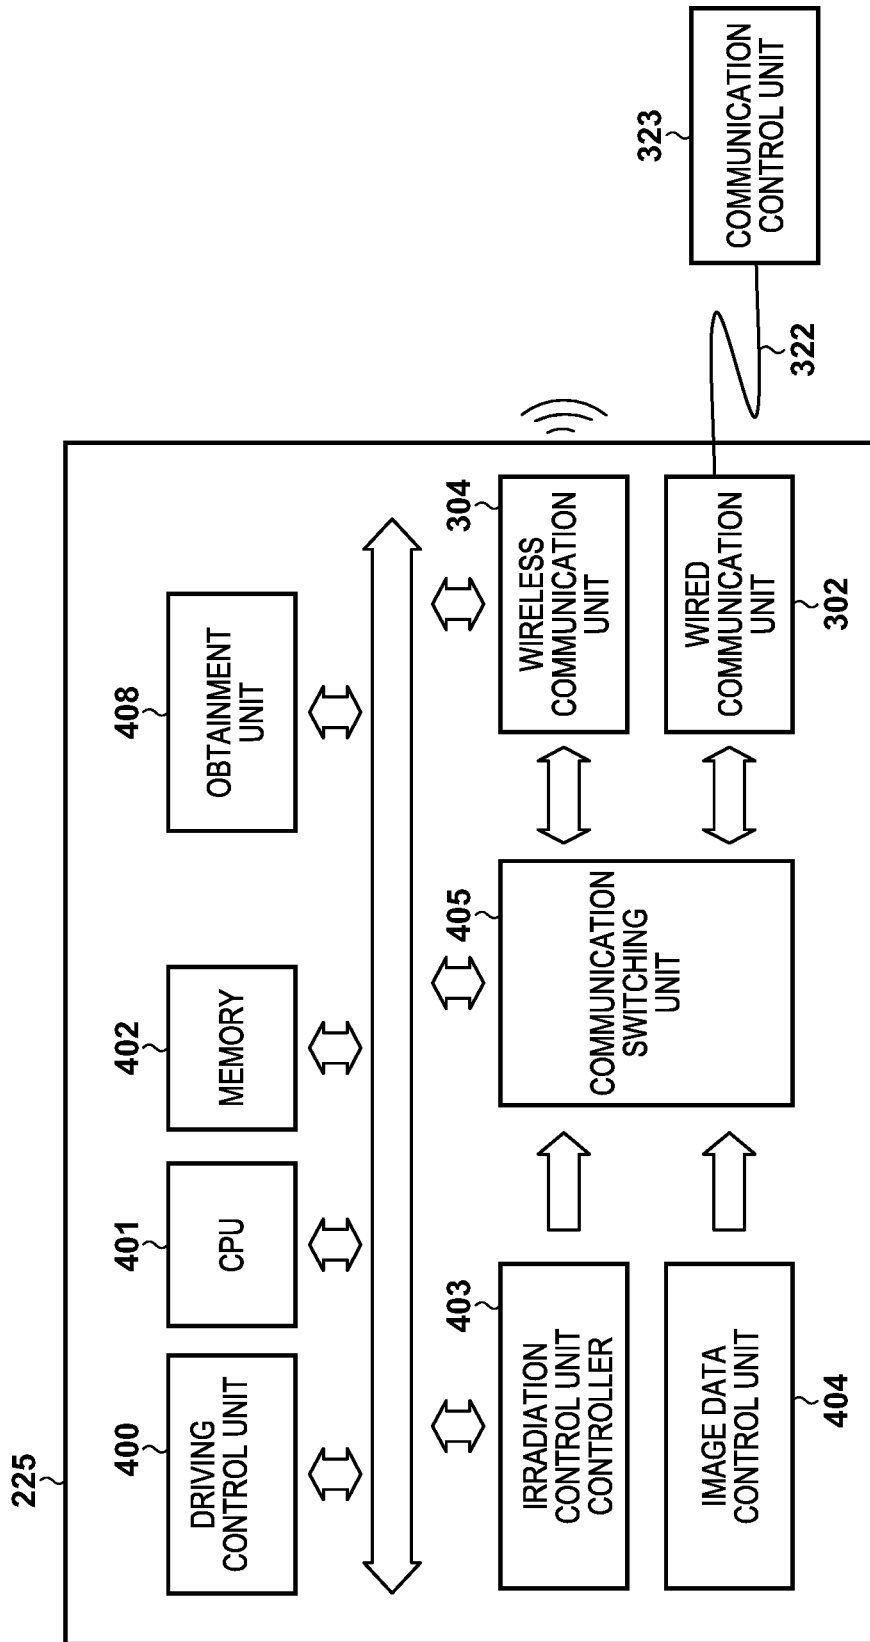 225
400
DRIVING
CONTROL UNIT
401
CPU
402
MEMORY
408
OBTAINMENT
UNIT
403
IRRADIATION
CONTROL UNIT
CONTROLLER
405
COMMUNICATION
SWITCHING
UNIT
304
WIRELESS
COMMUNICATION
UNIT
IMAGE DATA
CONTROL UNIT
404
WIRED
COMMUNICATION
UNIT
302
323
COMMUNICATION
CONTROL UNIT
322